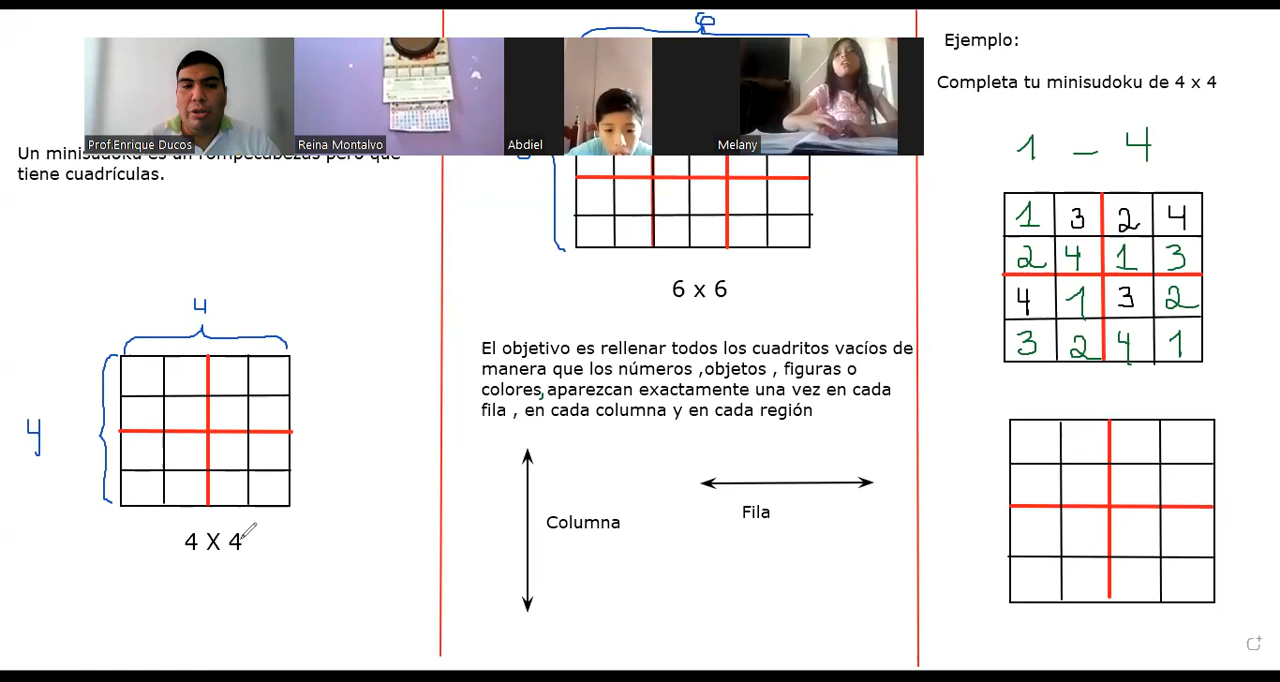 Prof.Enrique Ducos
Reina Montalvo
Abdiel
Melany
Un minisudoku es un rompecabezas pero que
tiene cuadrículas.
4
4
4 X 4
6
6 x 6
El objetivo es rellenar todos los cuadritos vacíos de
manera que los números ,objetos , figuras o
colores,aparezcan exactamente una vez en cada
fila , en cada columna y en cada región
Columna
Fila
Ejemplo:
Completa tu minisudoku de 4 x 4
1 - 4
1 3 2 4
2 4 1 3
4 1 3 2
3 2 4 1